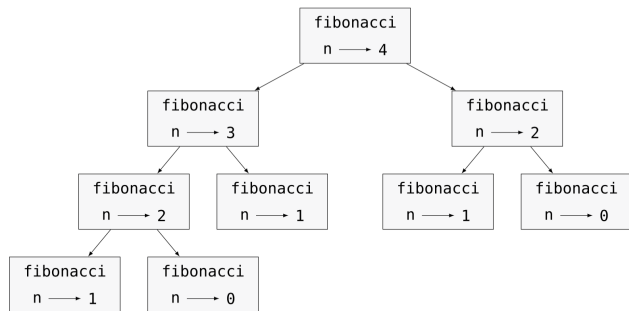 fibonacci
n → 4
fibonacci
n → 3
fibonacci
n → 2
fibonacci
n → 2
fibonacci
n → 1
fibonacci
n → 1
fibonacci
n → 0
fibonacci
n → 1
fibonacci
n → 0